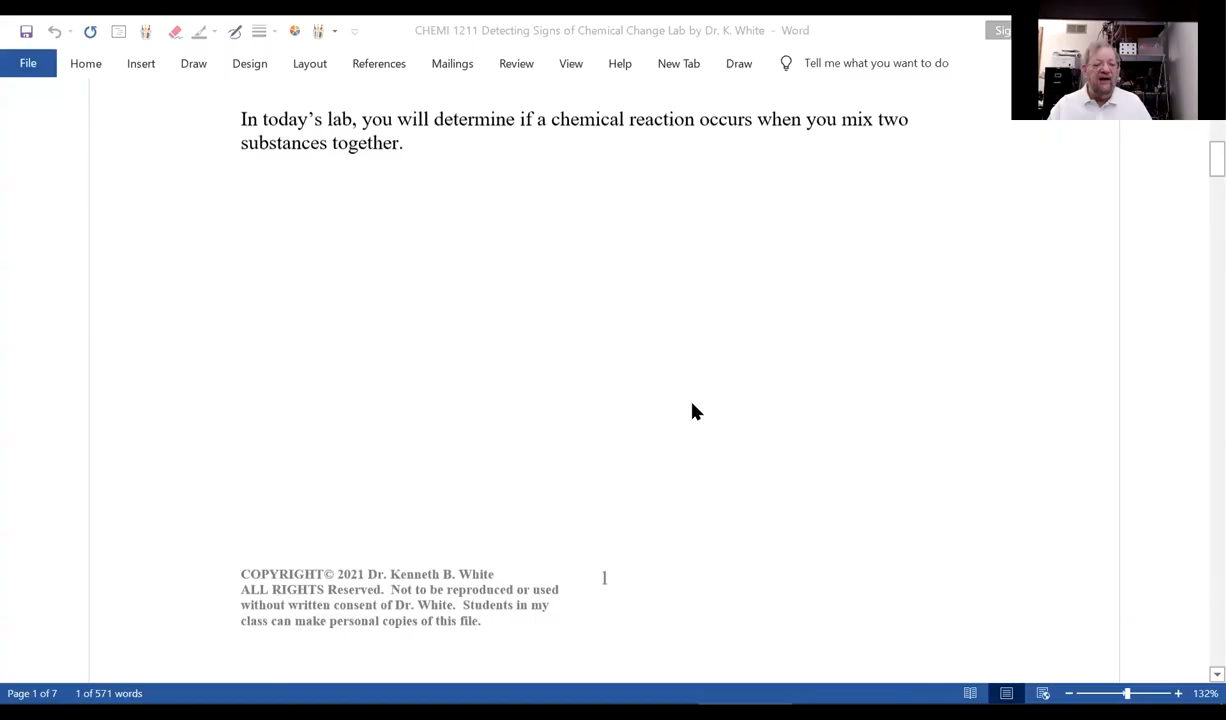 CHEMI 1211 Detecting Signs of Chemical Change Lab by Dr. K. White - Word
Sig
File Home Insert Draw Design Layout References Mailings Review View Help New Tab Draw Tell me what you want to do
In today's lab, you will determine if a chemical reaction occurs when you mix two
substances together.
COPYRIGHT© 2021 Dr. Kenneth B. White
ALL RIGHTS Reserved. Not to be reproduced or used
without written consent of Dr. White. Students in my
class can make personal copies of this file.
1
Page 1 of 7 1 of 571 words 132%